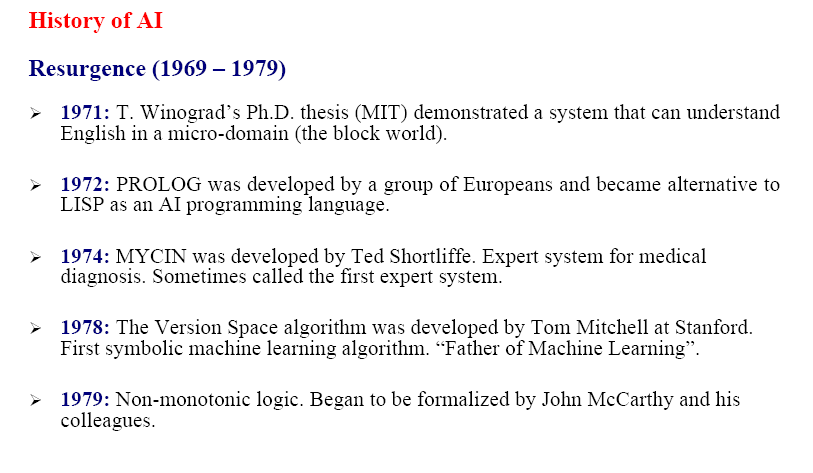 History of AI
Resurgence (1969 – 1979)
➢ 1971: T. Winograd’s Ph.D. thesis (MIT) demonstrated a system that can understand
English in a micro-domain (the block world).
➢ 1972: PROLOG was developed by a group of Europeans and became alternative to
LISP as an AI programming language.
➢ 1974: MYCIN was developed by Ted Shortliffe. Expert system for medical
diagnosis. Sometimes called the first expert system.
➢ 1978: The Version Space algorithm was developed by Tom Mitchell at Stanford.
First symbolic machine learning algorithm. “Father of Machine Learning”.
➢ 1979: Non-monotonic logic. Began to be formalized by John McCarthy and his
colleagues.